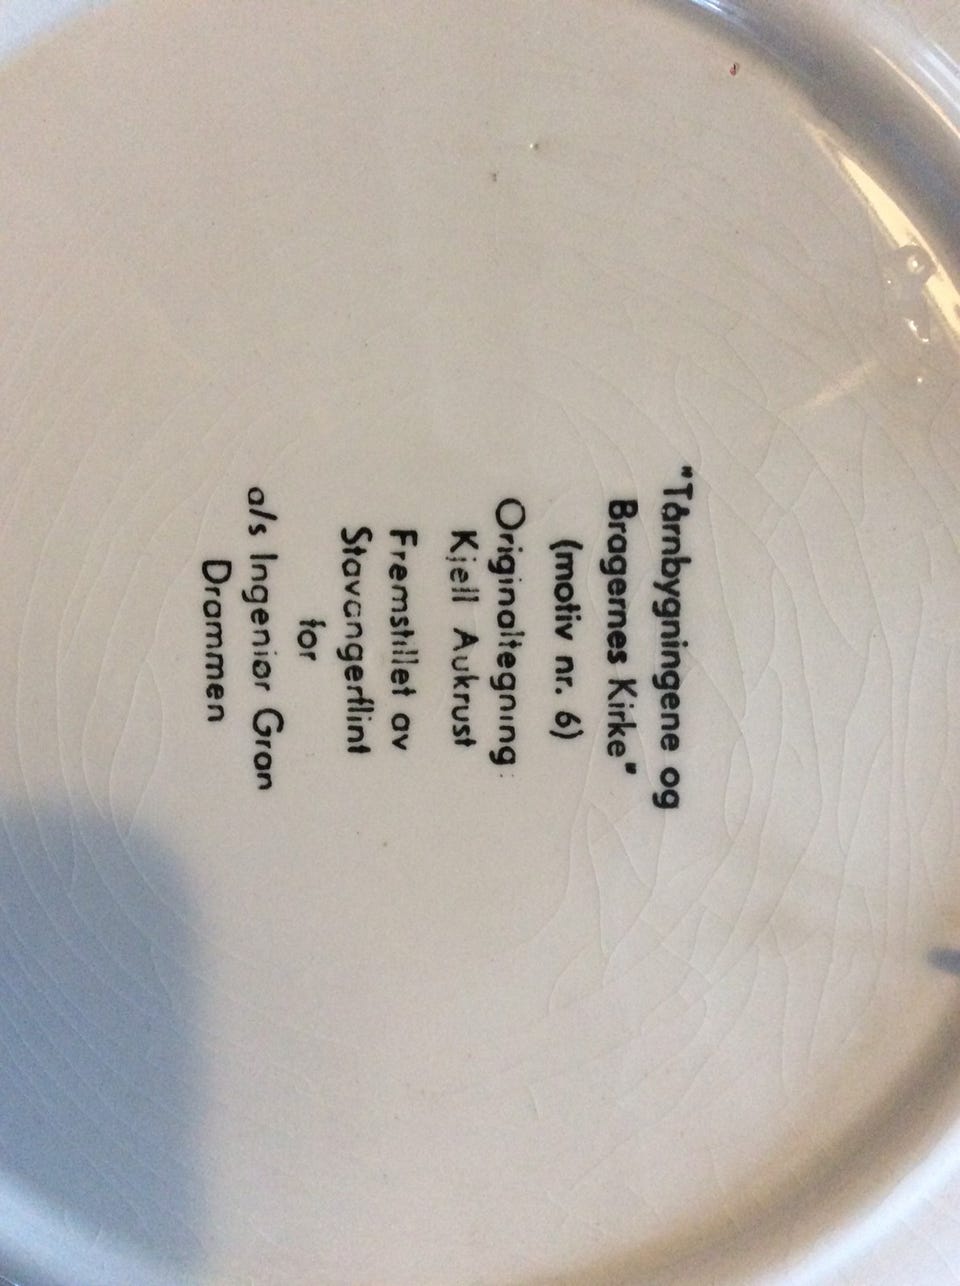 "Tårnbygningene og
Bragernes Kirke"
(motiv nr. 6)
Originaltegning:
Kjell Aukrust
Fremstillet av
Stavangerflint
for
a/s Ingeniør Gran
Drammen